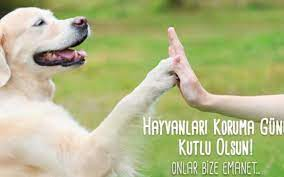 HAYVANLARI KORUMA GÜN
KUTLU OLSUN!
ONLAR BİZE EMANET..